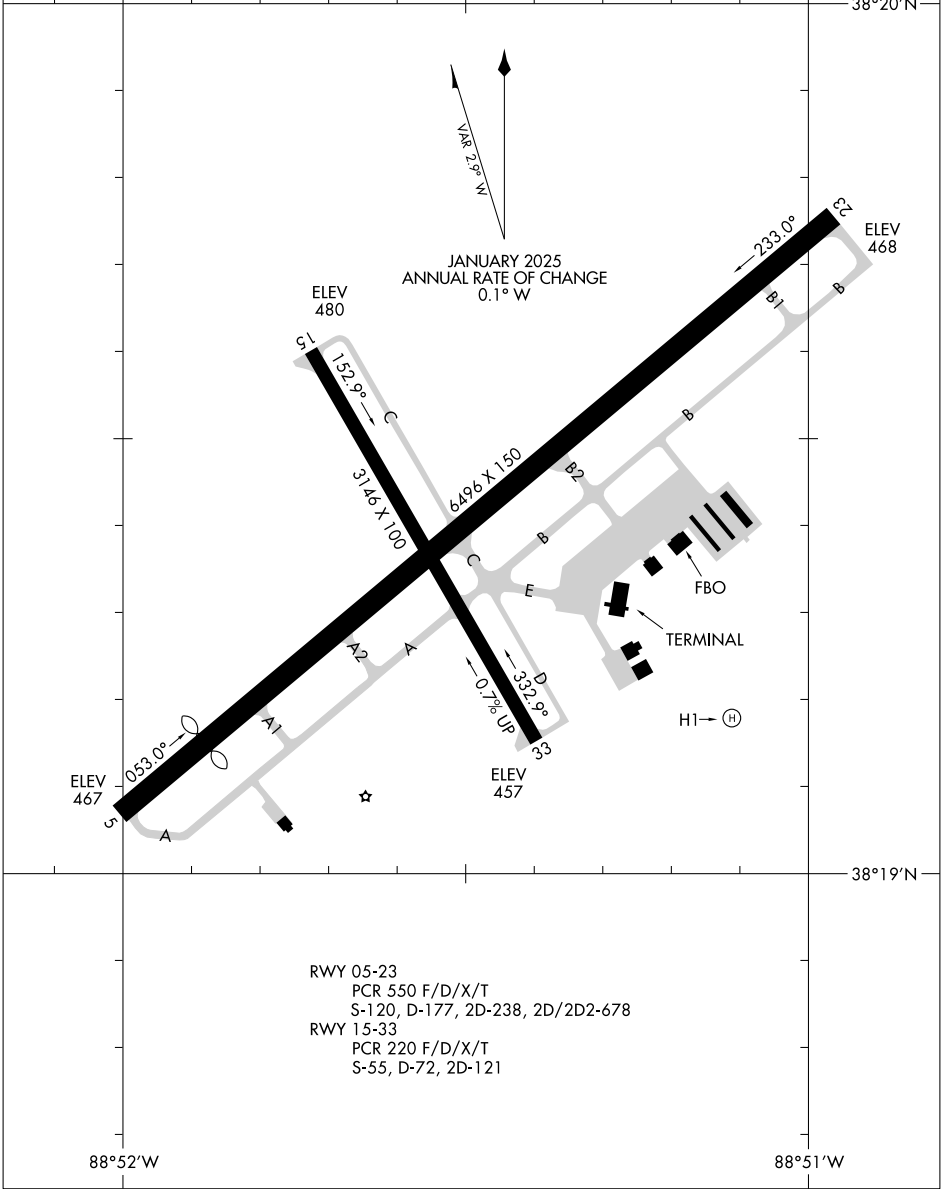 38°20'N
VAR 2.9° W
JANUARY 2025
ANNUAL RATE OF CHANGE
0.1° W
23
ELEV
468
233.0°
B1
B
ELEV
480
15
152.9°
C
B
3146 X 100
6496 X 150
B2
B
C
E
FBO
TERMINAL
A2
A
D
332.9°
0.7% UP
H1
H
A1
33
ELEV
457
053.0°
ELEV
467
5
A
38°19'N
RWY 05-23
PCR 550 F/D/X/T
S-120, D-177, 2D-238, 2D/2D2-678
RWY 15-33
PCR 220 F/D/X/T
S-55, D-72, 2D-121
88°52'W
88°51'W